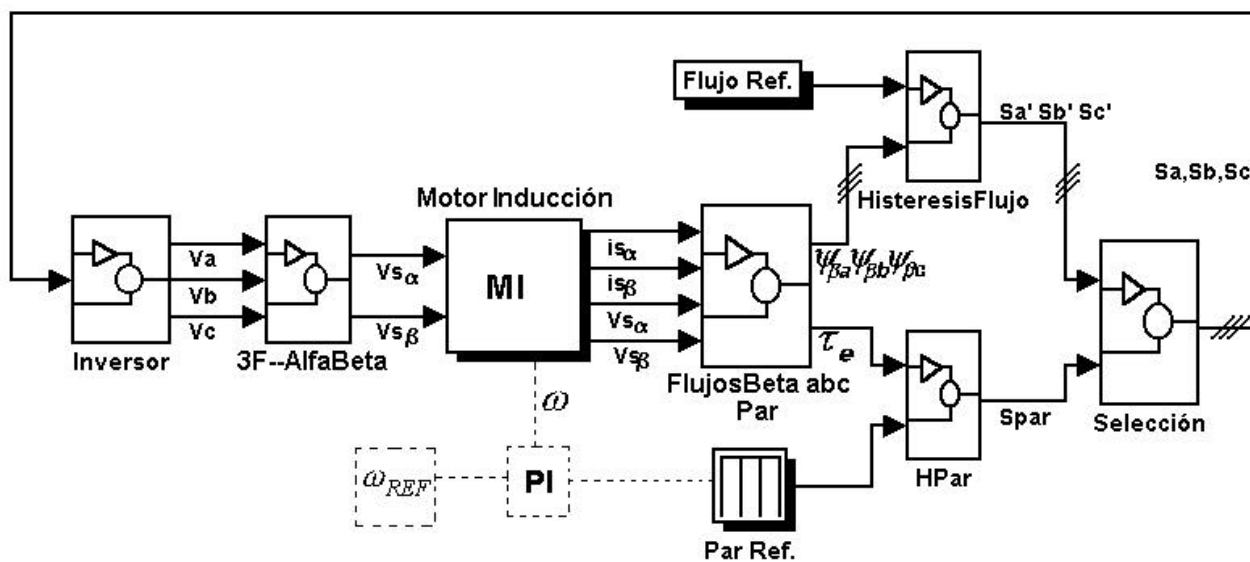 Flujo Ref.
Sa' Sb' Sc'
HisteresisFlujo
Sa,Sb,Sc
Motor Inducción
MI
Va
Vb
Vc
Inversor
Vsα
Vsβ
3F--AlfaBeta
isα
isβ
Vsα
Vsβ
ψβa ψβb ψβc
τe
FlujosBeta abc
Par
HPar
Spar
Selección
ω
ωREF
PI
Par Ref.